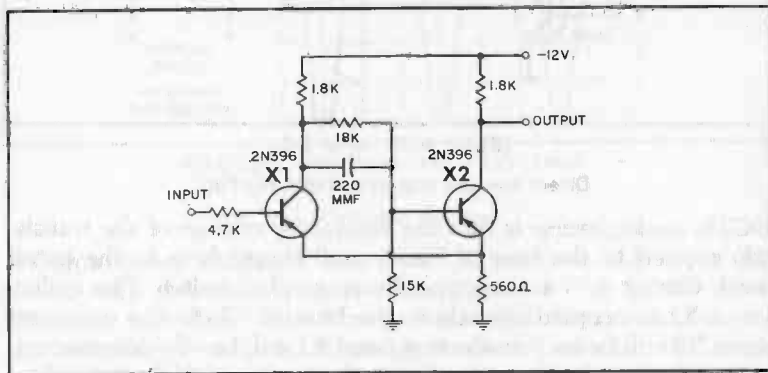 -12V.
1.8K
1.8K
OUTPUT
18K
2N396
X1
2N396
X2
220
MMF
INPUT
4.7K
15K
560Ω